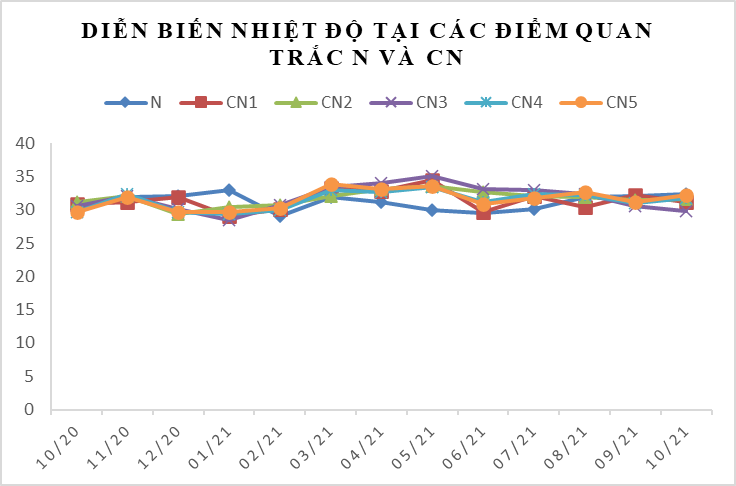 DIỄN BIẾN NHIỆT ĐỘ TẠI CÁC ĐIỂM QUAN
TRẮC N VÀ CN
N CN1 CN2 CN3 CN4 CN5
40
35
30
25
20
15
10
5
0
10/20 11/20 12/20 01/21 02/21 03/21 04/21 05/21 06/21 07/21 08/21 09/21 10/21